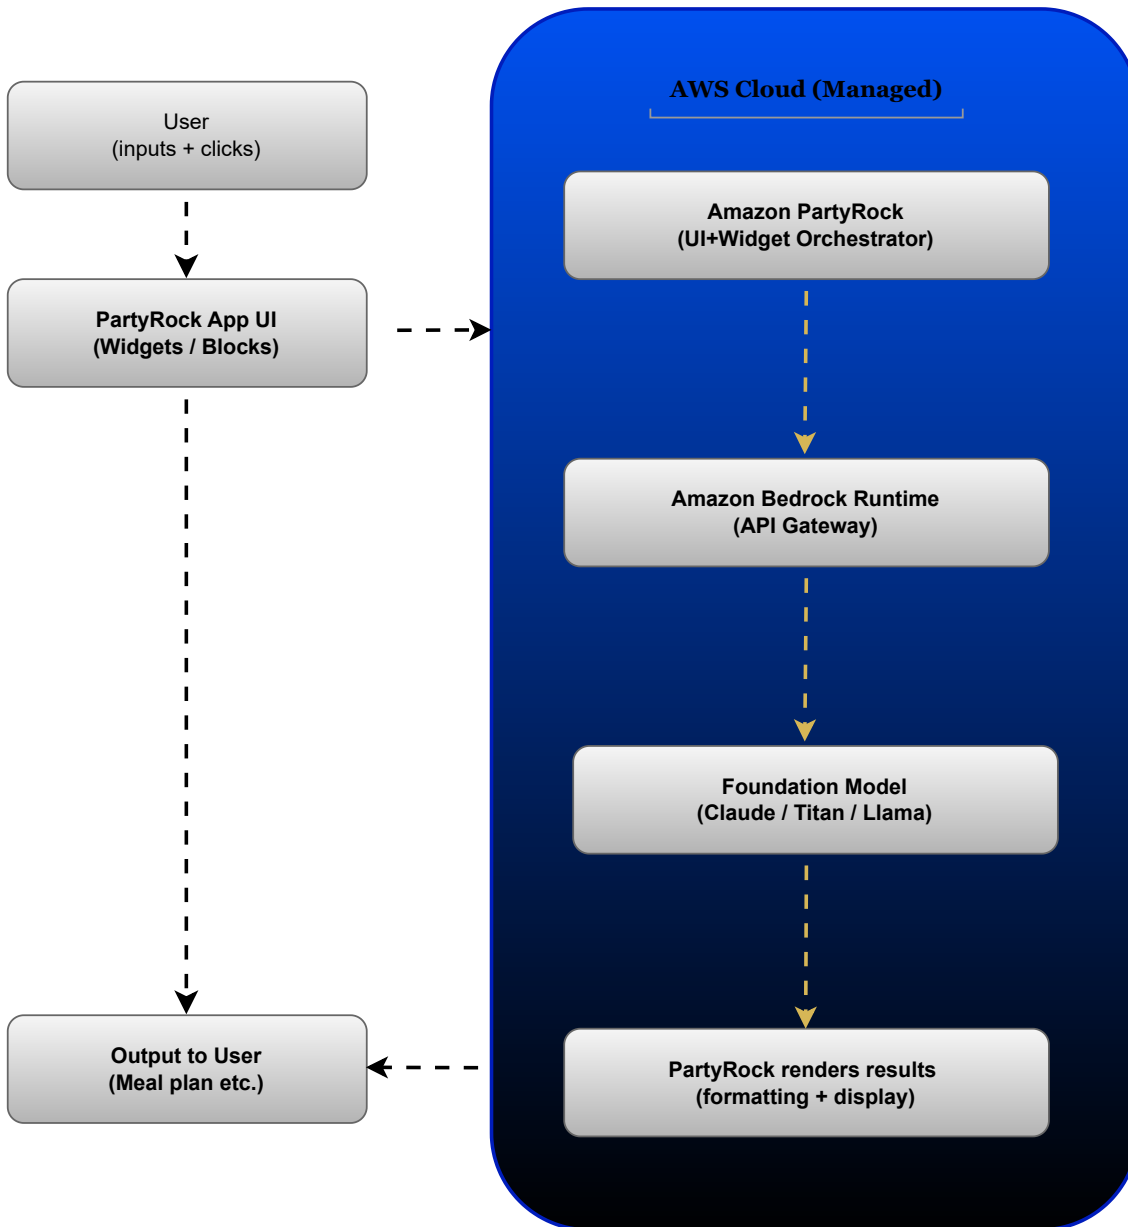 User
(inputs + clicks)
PartyRock App UI
(Widgets / Blocks)
Output to User
(Meal plan etc.)
AWS Cloud (Managed)
Amazon PartyRock
(UI+Widget Orchestrator)
Amazon Bedrock Runtime
(API Gateway)
Foundation Model
(Claude / Titan / Llama)
PartyRock renders results
(formatting + display)